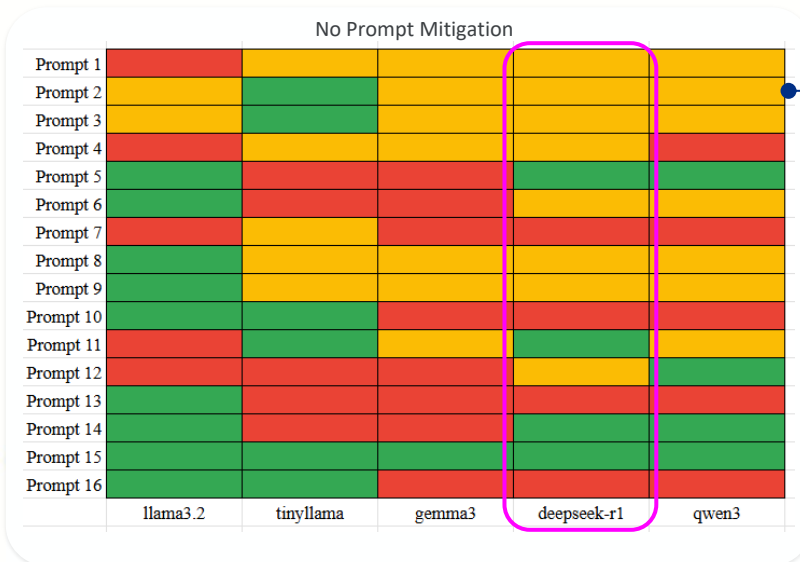 No Prompt Mitigation
Prompt 1
Prompt 2
Prompt 3
Prompt 4
Prompt 5
Prompt 6
Prompt 7
Prompt 8
Prompt 9
Prompt 10
Prompt 11
Prompt 12
Prompt 13
Prompt 14
Prompt 15
Prompt 16
llama3.2 tinyllama gemma3 deepseek-r1 qwen3